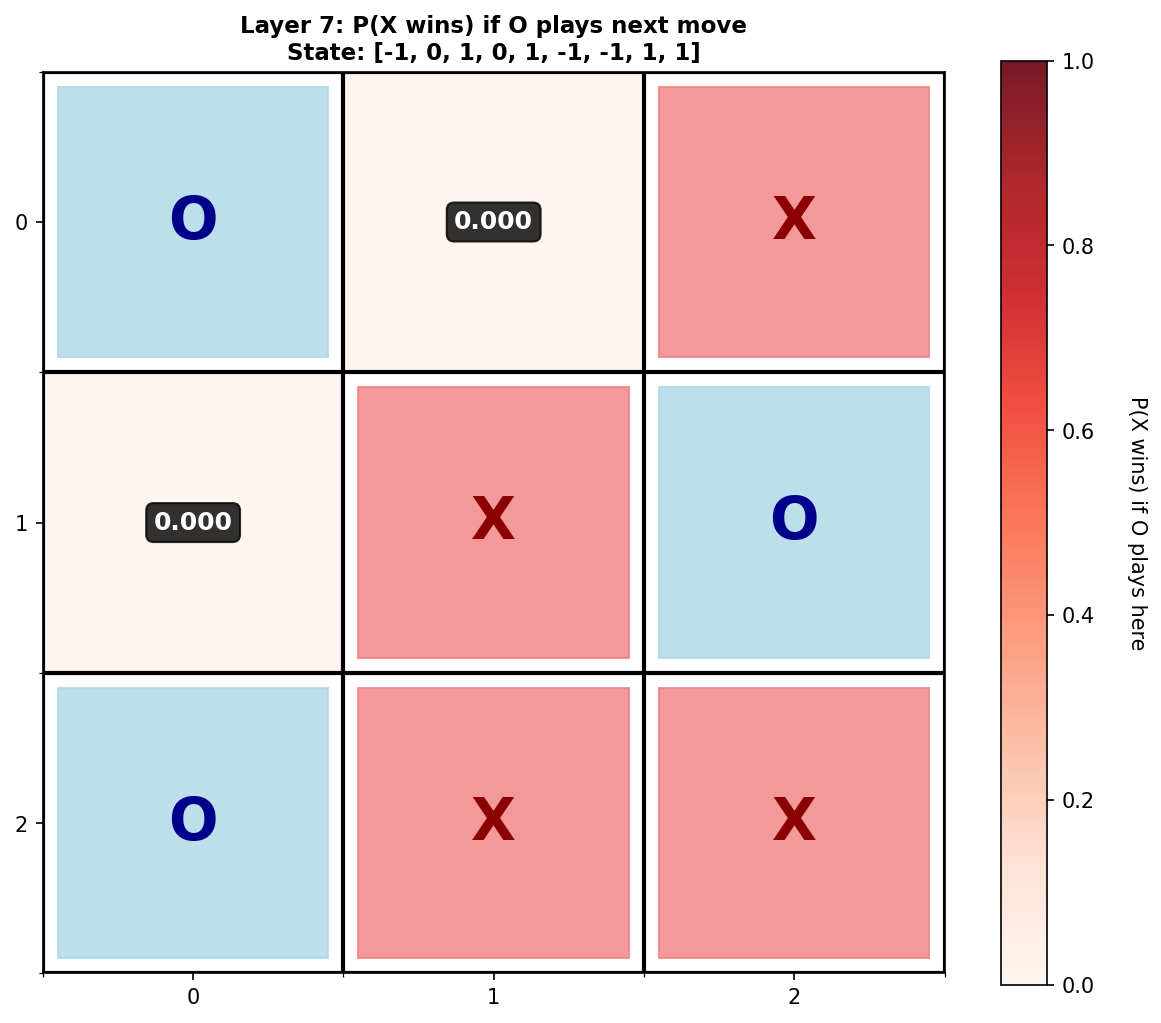 Layer 7: P(X wins) if O plays next move
State: [-1, 0, 1, 0, 1, -1, -1, 1, 1]
0
O
0.000
X
1
0.000
X
O
2
O
X
X
0
1
2
1.0
0.8
0.6
0.4
0.2
0.0
P(X wins) if O plays here